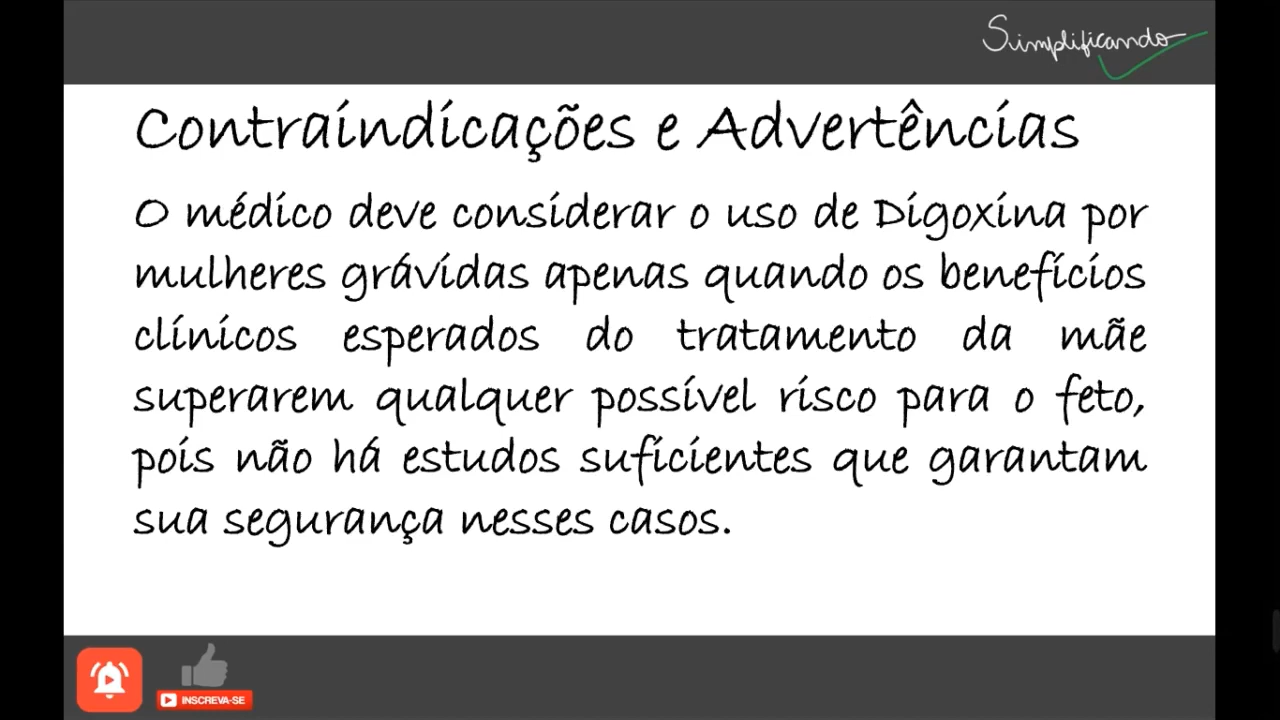 Simplificando
Contraindicações e Advertências
O médico deve considerar o uso de Digoxina por
mulheres grávidas apenas quando os benefícios
clínicos esperados do tratamento da mãe
superarem qualquer possível risco para o feto,
pois não há estudos suficientes que garantam
sua segurança nesses casos.
INSCREVA-SE